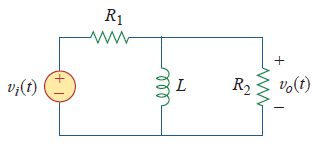 R₁
vᵢ(t)
+
−
L
R₂
+
vₒ(t)
−